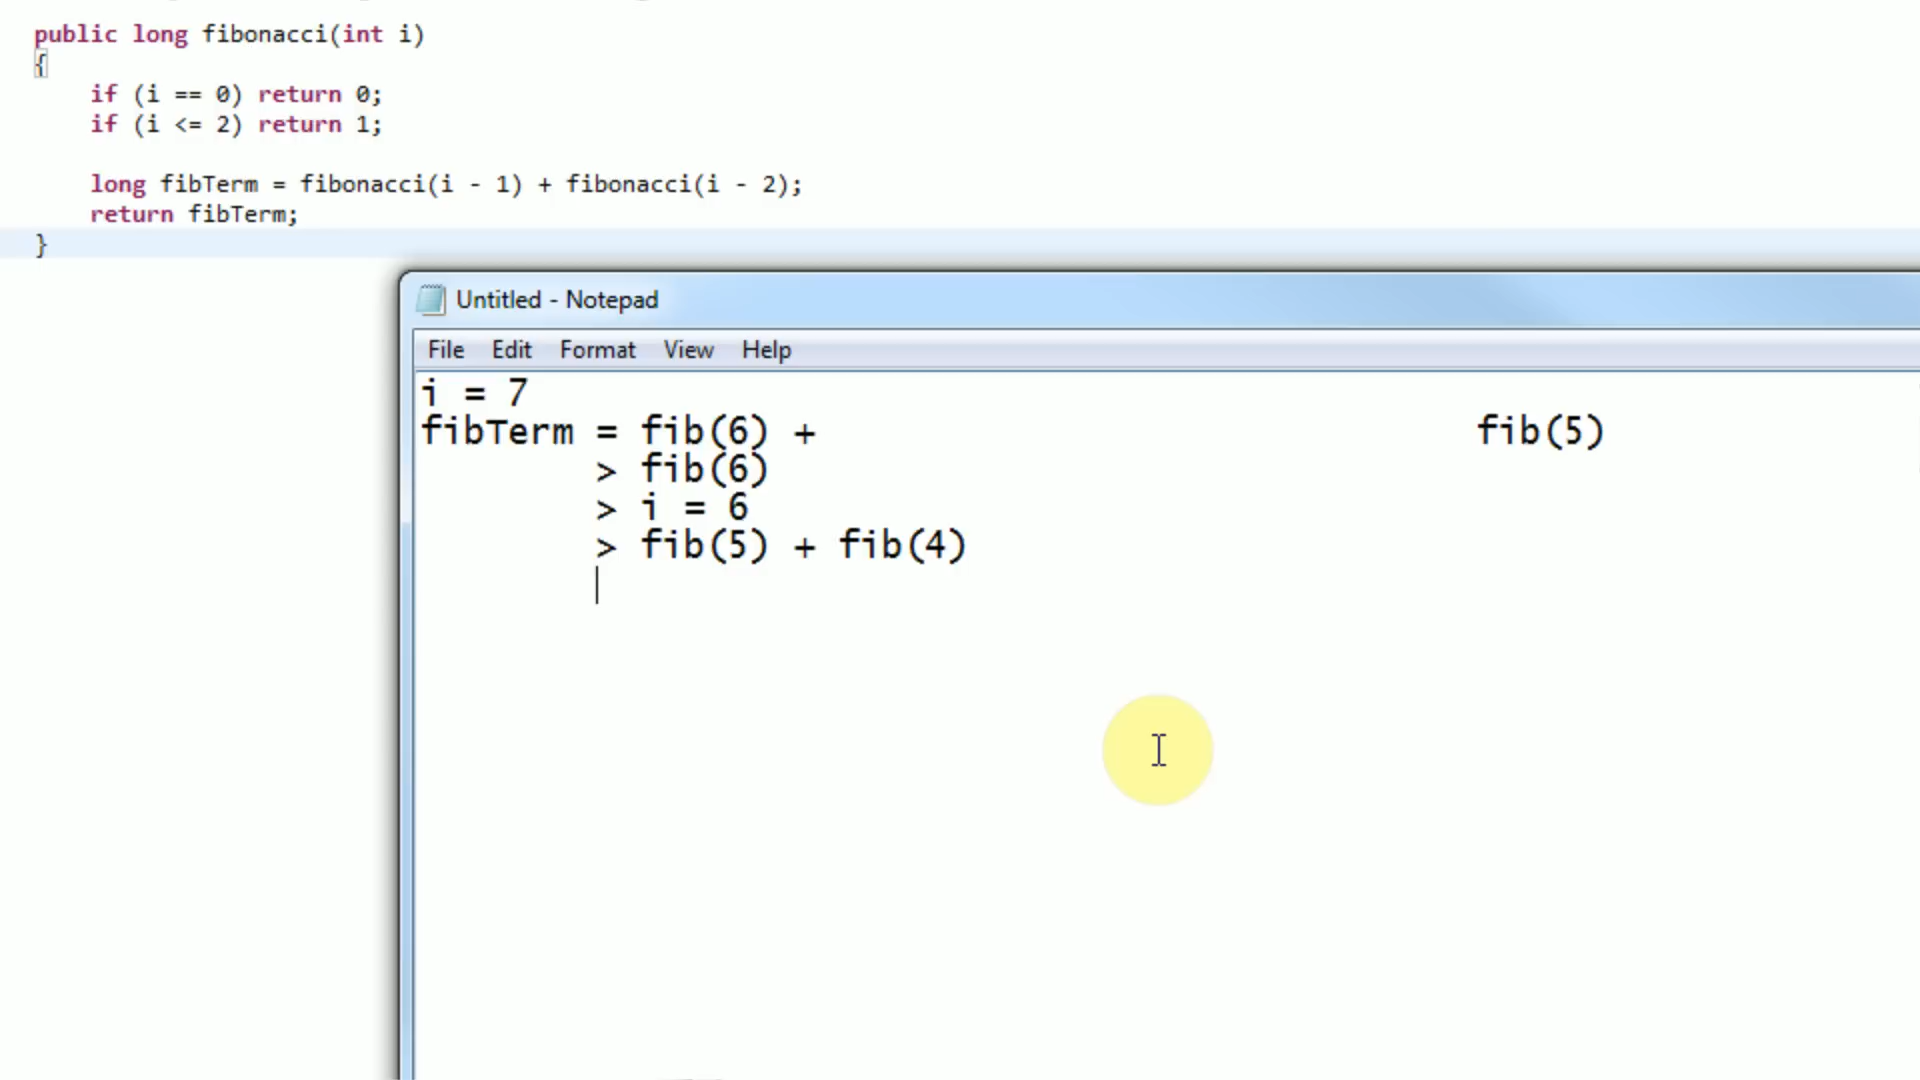 public long fibonacci(int i)
{
if (i == 0) return 0;
if (i <= 2) return 1;
long fibTerm = fibonacci(i - 1) + fibonacci(i - 2);
return fibTerm;
}
Untitled - Notepad
File Edit Format View Help
i = 7
fibTerm = fib(6) + fib(5)
> fib(6)
> i = 6
> fib(5) + fib(4)